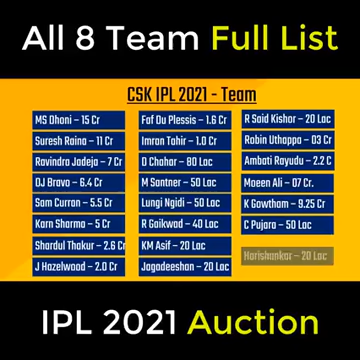 All 8 Team Full List
CSK IPL 2021 - Team
MS Dhoni – 15 Cr
Suresh Raina – 11 Cr
Ravindra Jadeja – 7 Cr
DJ Bravo – 6.4 Cr
Sam Curran – 5.5 Cr
Karn Sharma – 5 Cr
Shardul Thakur – 2.6 Cr
J Hazelwood – 2.0 Cr
Faf Du Plessis – 1.6 Cr
Imran Tahir – 1.0 Cr
D Chahar – 80 Lac
M Santner – 50 Lac
Lungi Ngidi – 50 Lac
R Gaikwad – 40 Lac
KM Asif – 20 Lac
Jagadeeshan – 20 Lac
R Said Kishor – 20 Lac
Robin Uthappa – 03 Cr
Ambati Rayudu – 2.2 C
Moeen Ali – 07 Cr.
K Gowtham – 9.25 Cr
C Pujara – 50 Lac
Harishankar – 20 Lac
IPL 2021 Auction